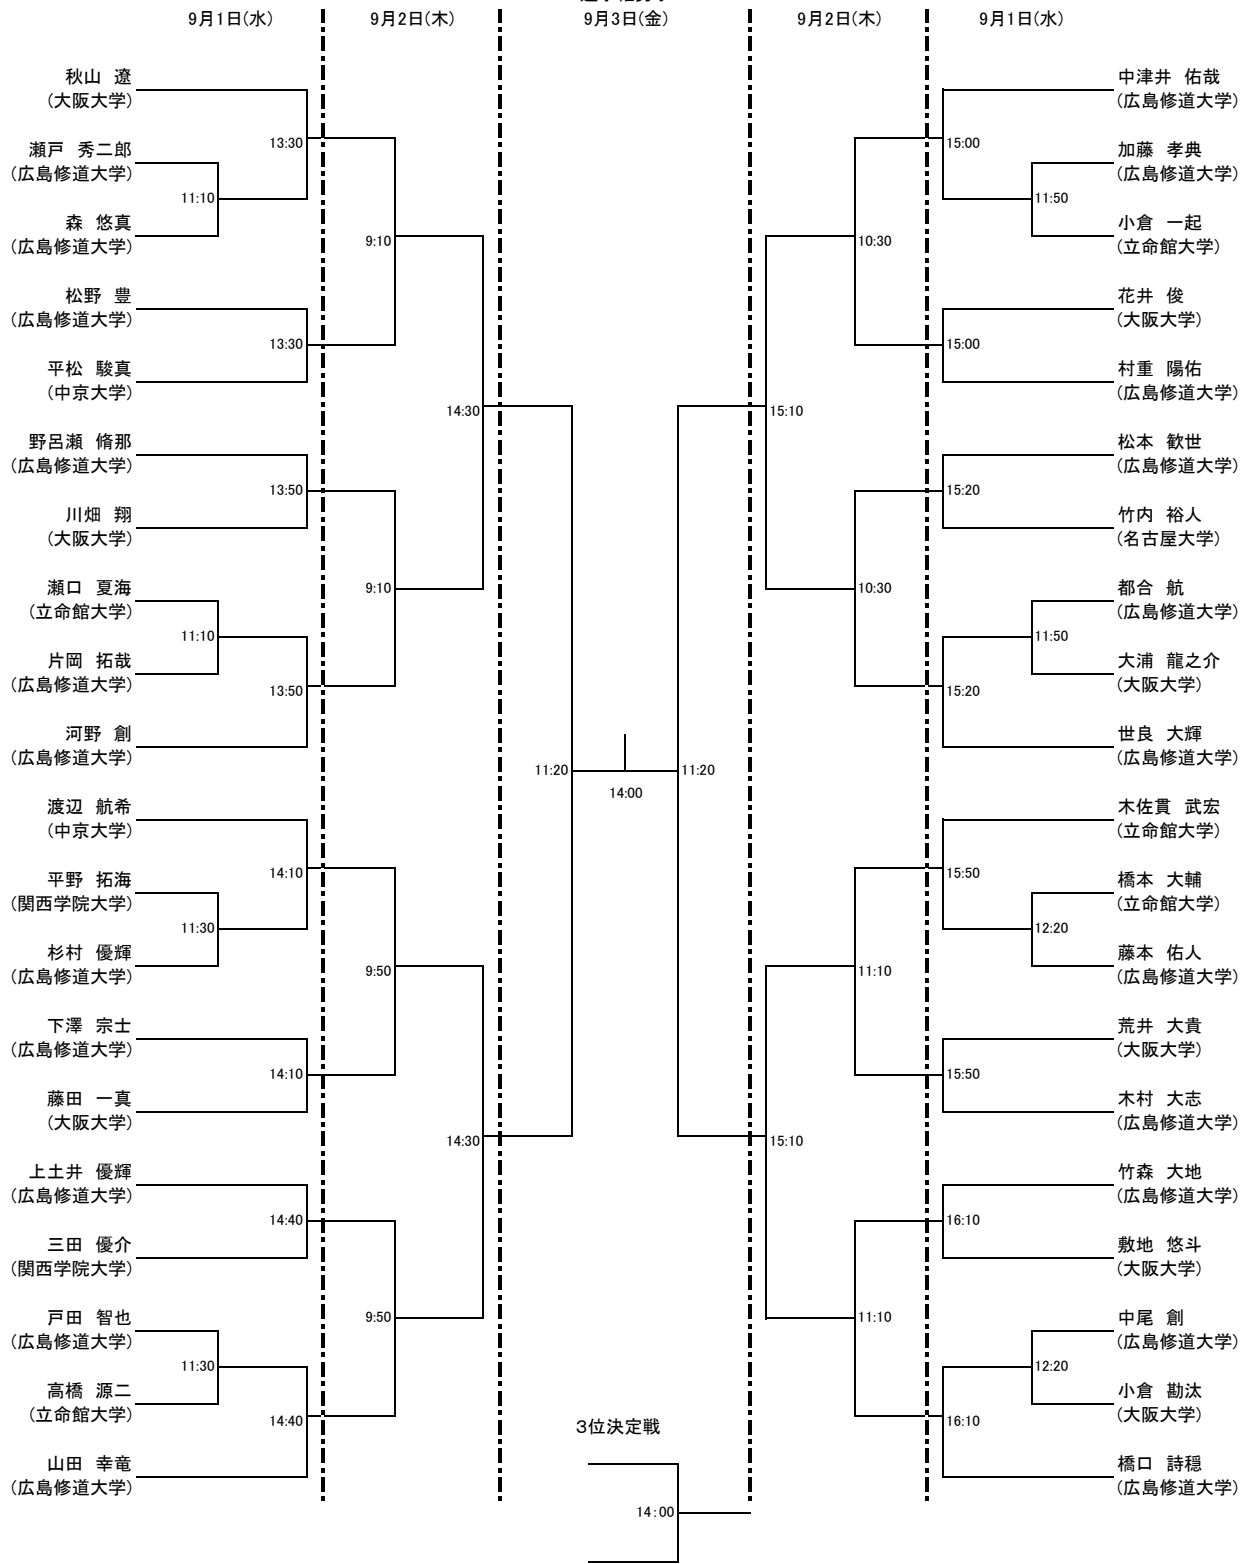 9月1日(水)
9月2日(木)
9月3日(金)
9月2日(木)
9月1日(水)
秋山 遼
(大阪大学)
瀬戸 秀二郎
(広島修道大学)
森 悠真
(広島修道大学)
松野 豊
(広島修道大学)
平松 駿真
(中京大学)
野呂瀬 脩那
(広島修道大学)
川畑 翔
(大阪大学)
瀬口 夏海
(立命館大学)
片岡 拓哉
(広島修道大学)
河野 創
(広島修道大学)
渡辺 航希
(中京大学)
平野 拓海
(関西学院大学)
杉村 優輝
(広島修道大学)
下澤 宗士
(広島修道大学)
藤田 一真
(大阪大学)
上土井 優輝
(広島修道大学)
三田 優介
(関西学院大学)
戸田 智也
(広島修道大学)
高橋 源二
(立命館大学)
山田 幸竜
(広島修道大学)
11:10
11:10
11:30
11:30
13:30
13:30
13:50
13:50
14:10
14:10
14:40
14:40
9:10
9:10
9:50
9:50
14:30
14:30
11:20
14:00
11:20
3位決定戦
14:00
15:10
15:10
10:30
10:30
11:10
11:10
15:00
15:00
15:20
15:20
15:50
15:50
16:10
16:10
11:50
11:50
12:20
12:20
中津井 佑哉
(広島修道大学)
加藤 孝典
(広島修道大学)
小倉 一起
(立命館大学)
花井 俊
(大阪大学)
村重 陽佑
(広島修道大学)
松本 歓世
(広島修道大学)
竹内 裕人
(名古屋大学)
都合 航
(広島修道大学)
大浦 龍之介
(大阪大学)
世良 大輝
(広島修道大学)
木佐貫 武宏
(立命館大学)
橋本 大輔
(立命館大学)
藤本 佑人
(広島修道大学)
荒井 大貴
(大阪大学)
木村 大志
(広島修道大学)
竹森 大地
(広島修道大学)
敷地 悠斗
(大阪大学)
中尾 創
(広島修道大学)
小倉 勘汰
(大阪大学)
橋口 詩穏
(広島修道大学)